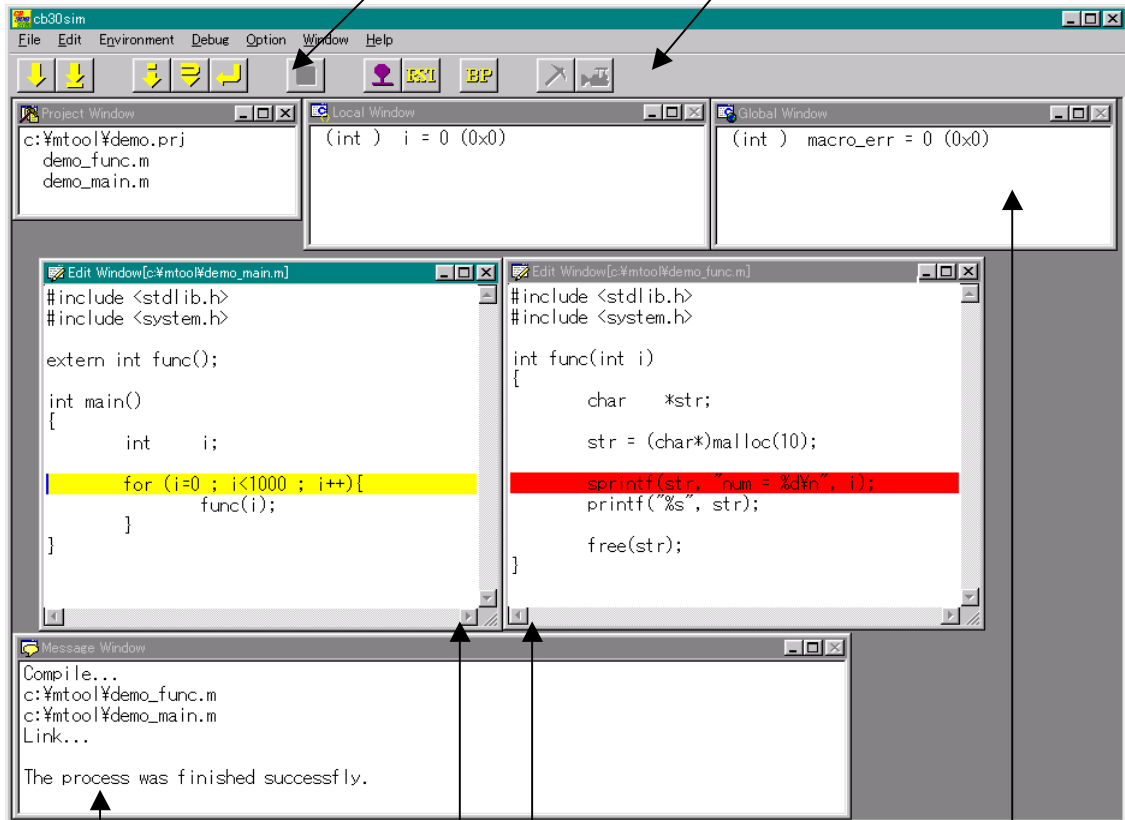 cb30sim
File Edit Environment Debug Option Window Help
RSI BP
Project Window
c:¥mtool¥demo.prj
demo_func.m
demo_main.m
Local Window
(int ) i = 0 (0x0)
Global Window
(int ) macro_err = 0 (0x0)
Edit Window[c:¥mtool¥demo_main.m]
#include <stdlib.h>
#include <system.h>
extern int func();
int main()
{
int i;
for (i=0 ; i<1000 ; i++){
func(i);
}
}
Edit Window[c:¥mtool¥demo_func.m]
#include <stdlib.h>
#include <system.h>
int func(int i)
{
char *str;
str = (char*)malloc(10);
sprintf(str, "num = %d¥n", i);
printf("%s", str);
free(str);
}
Message Window
Compile...
c:¥mtool¥demo_func.m
c:¥mtool¥demo_main.m
Link...
The process was finished successfly.